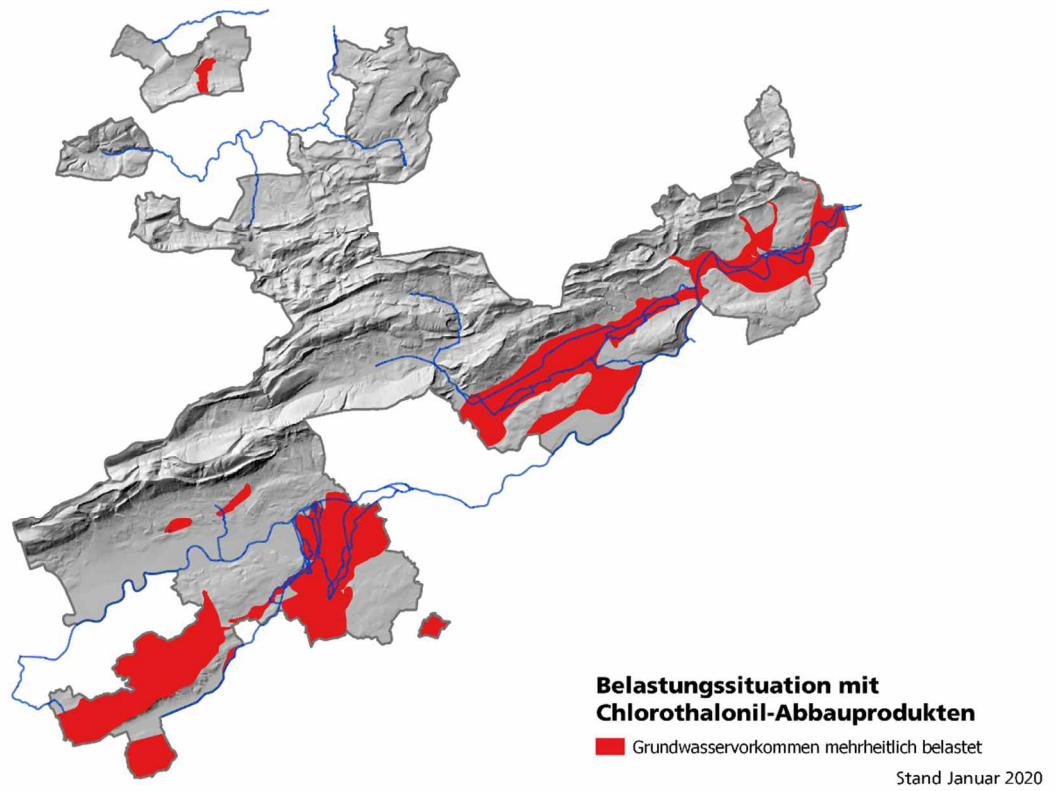 Belastungssituation mit
Chlorothalonil-Abbauprodukten
Grundwasservorkommen mehrheitlich belastet
Stand Januar 2020